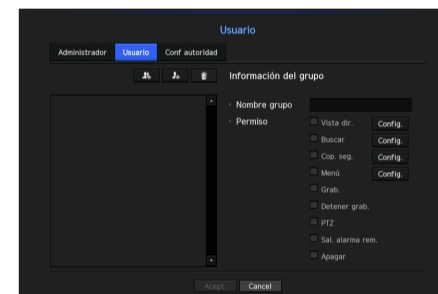 Usuario
Administrador Usuario Conf autoridad
Información del grupo
· Nombre grupo
· Permiso
Vista dir. Config.
Buscar Config.
Cop. seg. Config.
Menú Config.
Grab.
Detener grab.
PTZ
Sal. alarma rem.
Apagar
Acept. Cancel